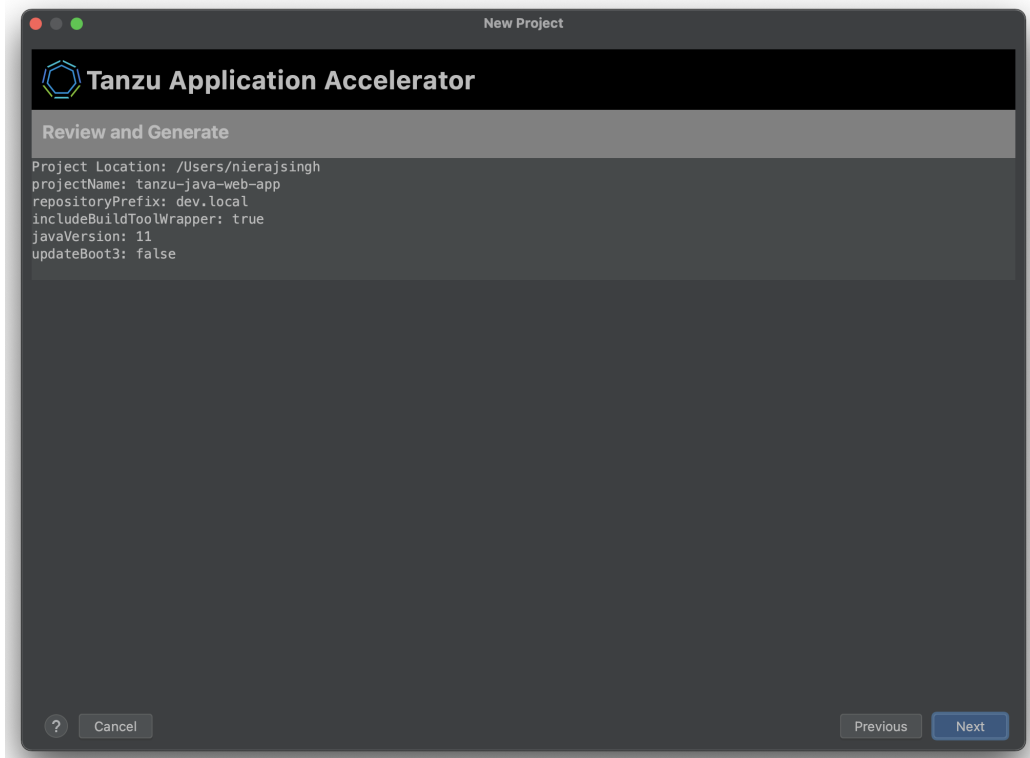 New Project
Tanzu Application Accelerator
Review and Generate
Project Location: /Users/nierajsingh
projectName: tanzu-java-web-app
repositoryPrefix: dev.local
includeBuildToolWrapper: true
javaVersion: 11
updateBoot3: false
? Cancel Previous Next